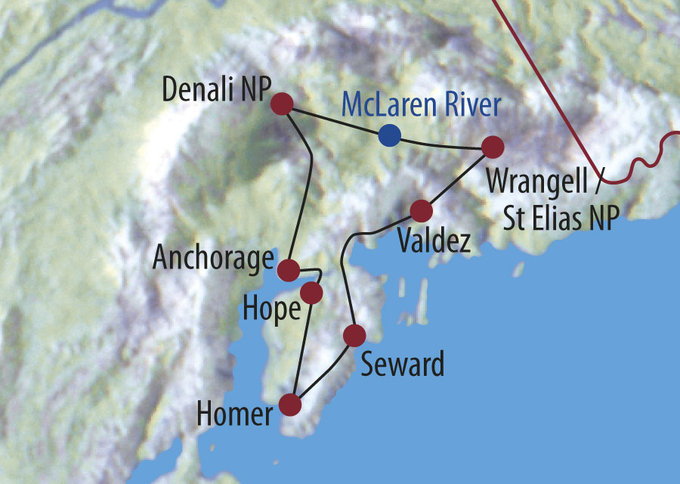 Denali NP
McLaren River
Wrangell /
St Elias NP
Valdez
Anchorage
Hope
Seward
Homer